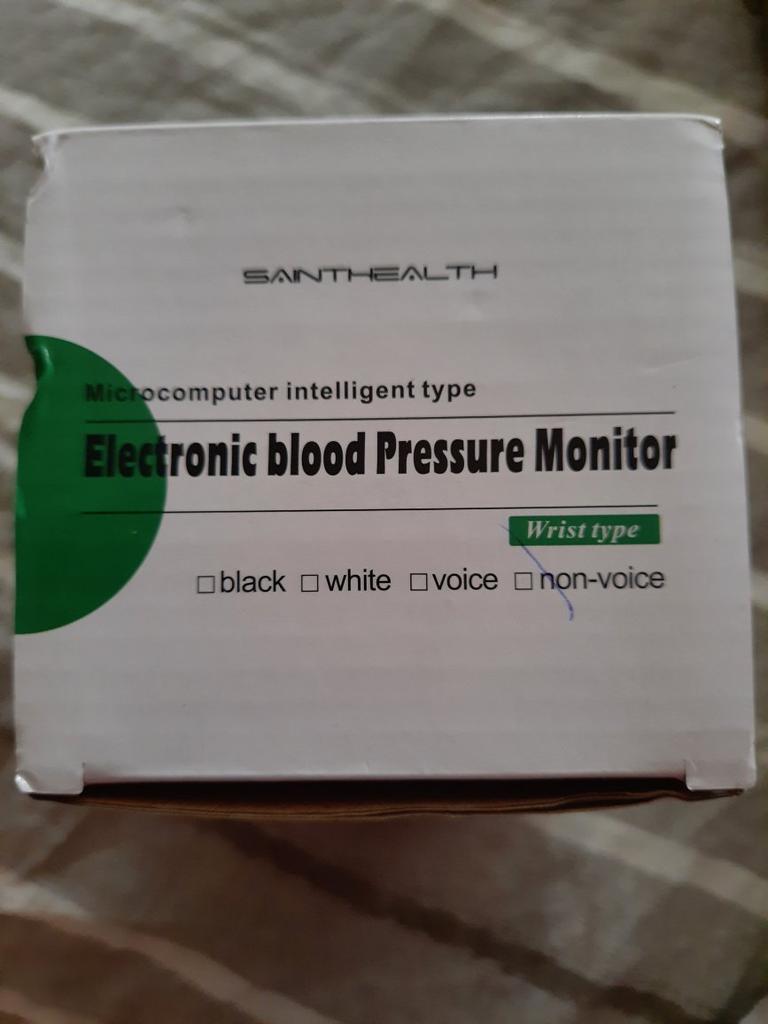 SAINTHEALTH
Microcomputer intelligent type
Electronic blood Pressure Monitor
Wrist type
□ black □ white □ voice □ non-voice